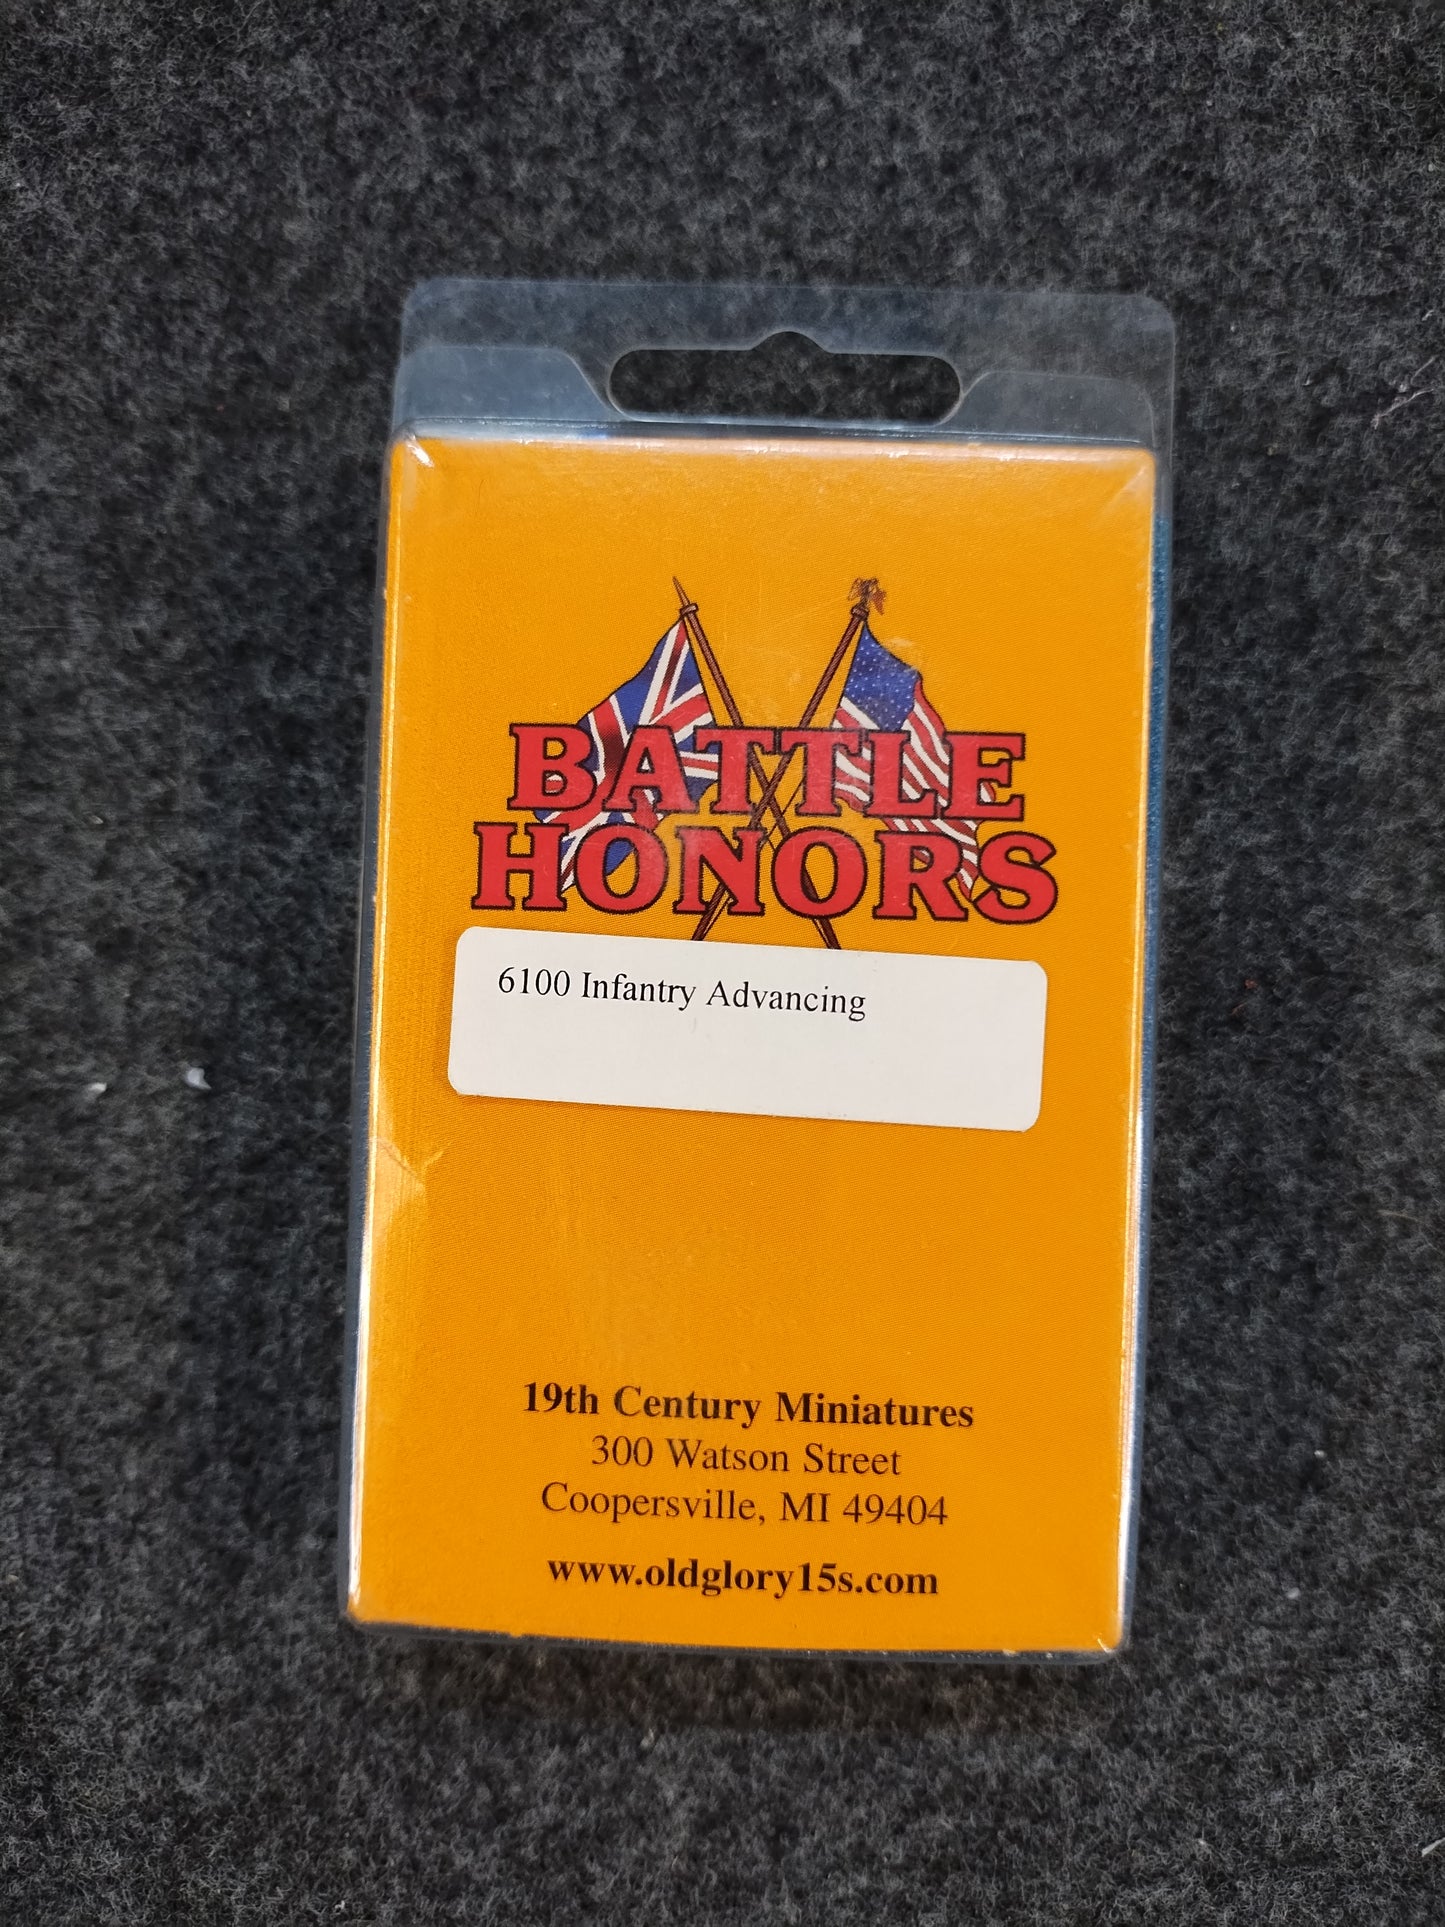 BATTLE
HONORS
6100 Infantry Advancing
19th Century Miniatures
300 Watson Street
Coopersville, MI 49404
www.oldglory15s.com